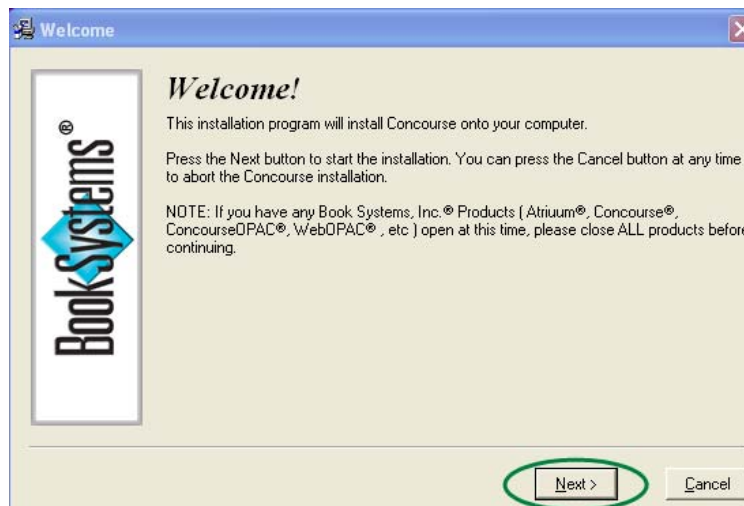 Welcome
BookSystems®
Welcome!
This installation program will install Concourse onto your computer.
Press the Next button to start the installation. You can press the Cancel button at any time
to abort the Concourse installation.
NOTE: If you have any Book Systems, Inc.® Products ( Atriuum®, Concourse®,
ConcourseOPAC®, WebOPAC® , etc ) open at this time, please close ALL products before
continuing.
Next >
Cancel